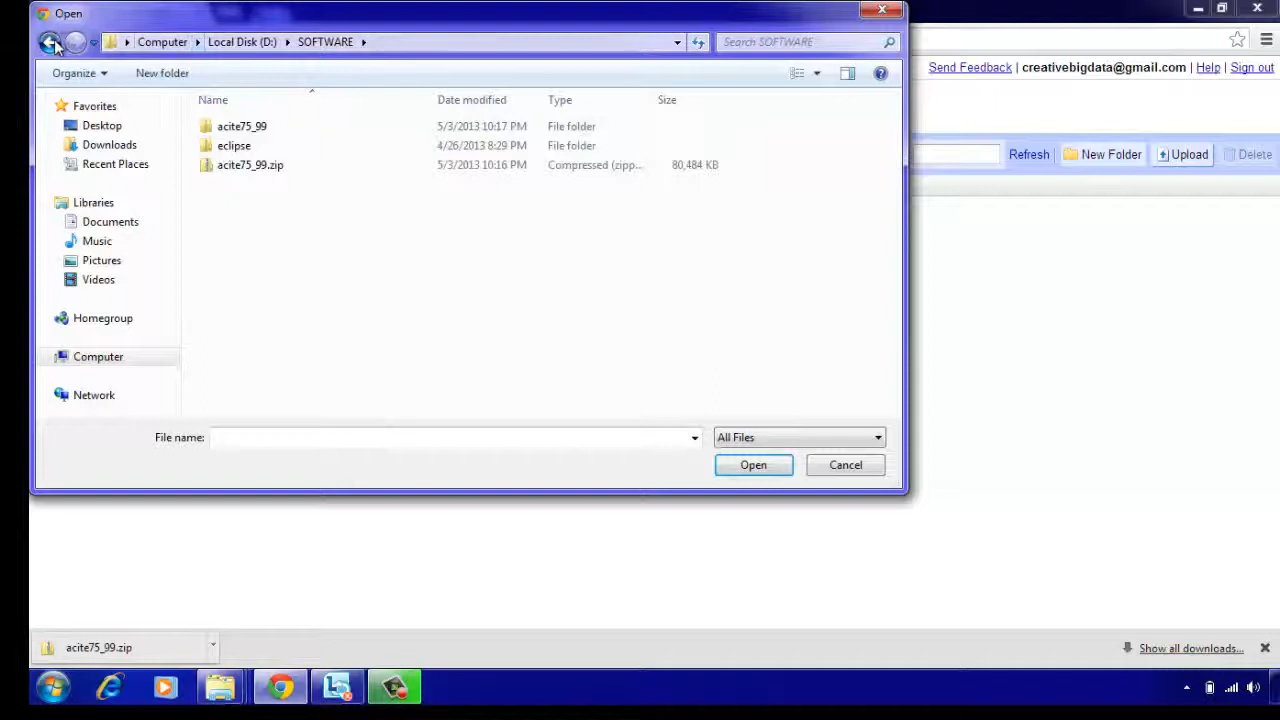 Open
Computer Local Disk (D:) SOFTWARE Search SOFTWARE
Send Feedback | creativebigdata@gmail.com | Help | Sign out
Organize New folder
Name Date modified Type Size
Favorites
Desktop
Downloads
Recent Places
Libraries
Documents
Music
Pictures
Videos
Homegroup
Computer
Network
acite75_99 5/3/2013 10:17 PM File folder
eclipse 4/26/2013 8:29 PM File folder
acite75_99.zip 5/3/2013 10:16 PM Compressed (zipp... 80,484 KB
Refresh New Folder Upload Delete
File name: All Files
Open Cancel
acite75_99.zip Show all downloads...